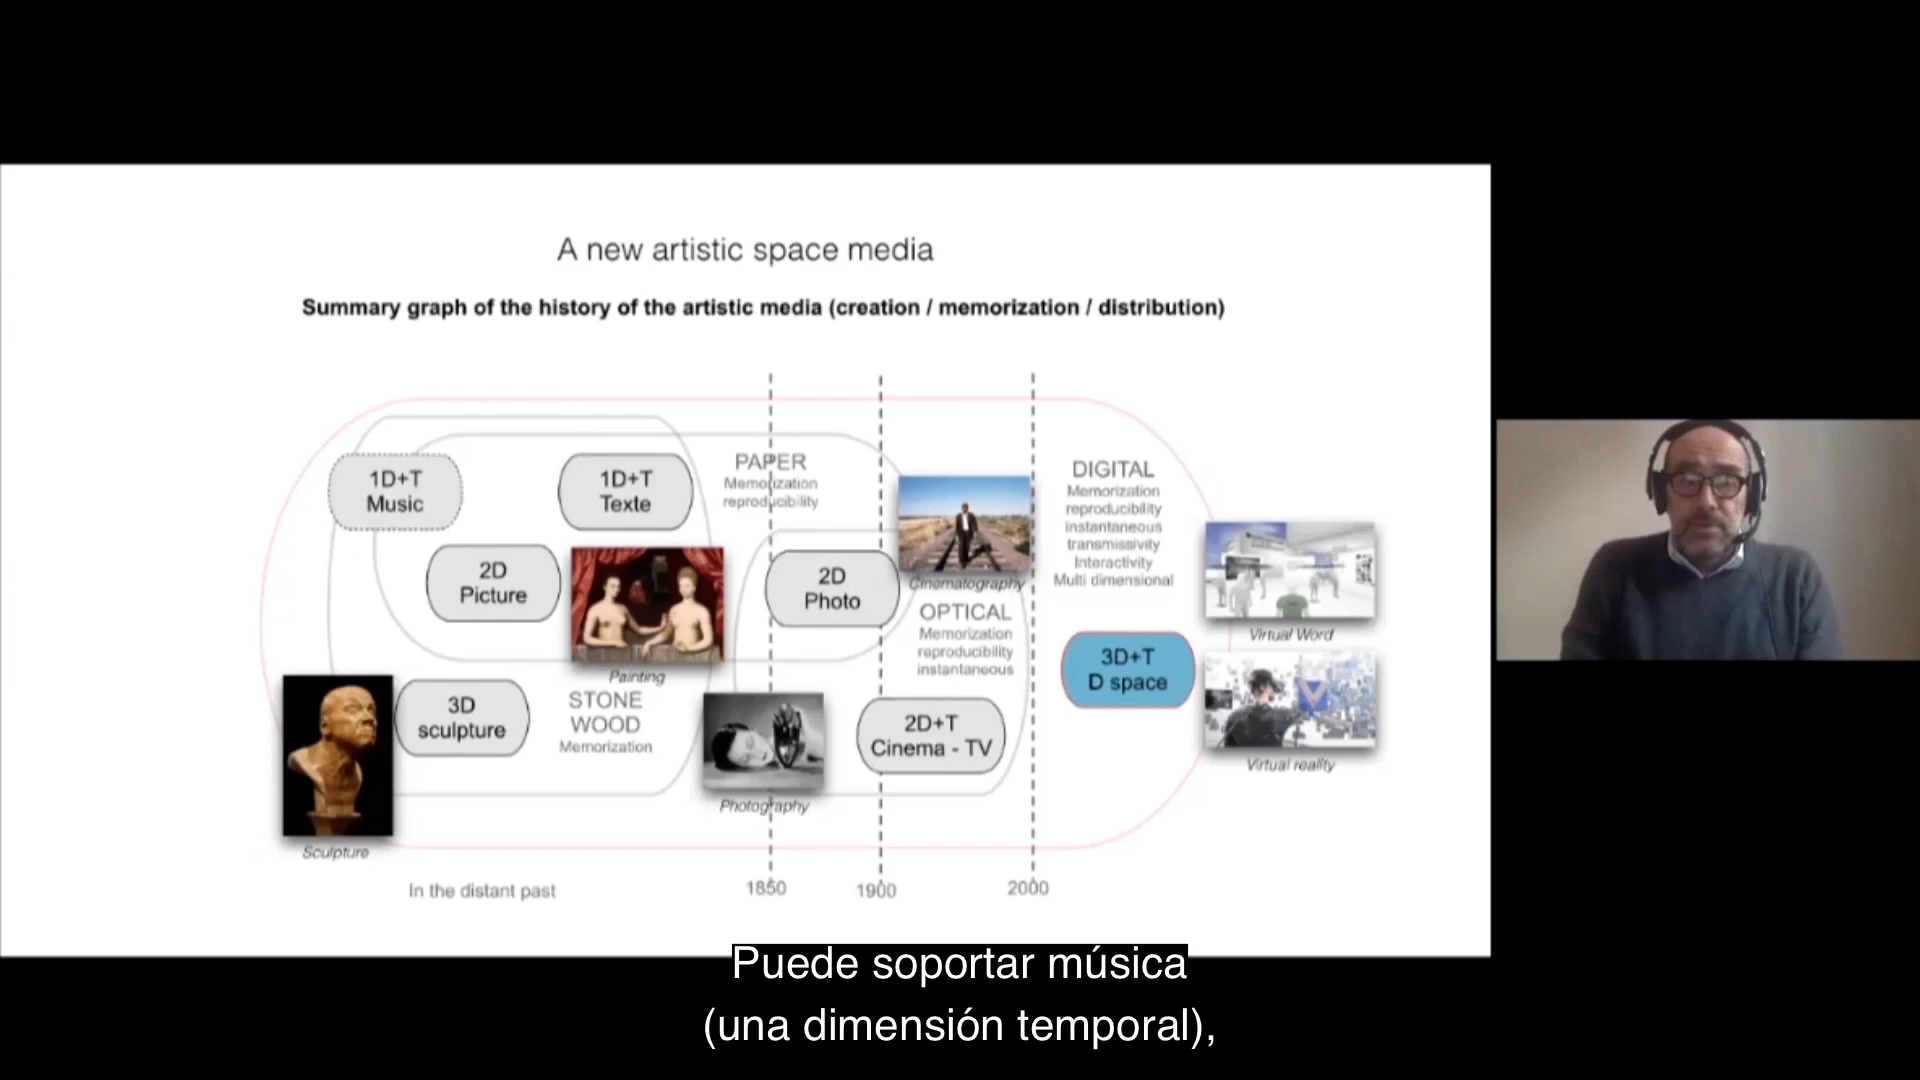 A new artistic space media
Summary graph of the history of the artistic media (creation / memorization / distribution)
1D+T
Music
1D+T
Texte
PAPER
Memorization
reproducibility
2D
Picture
Painting
2D
Photo
Cinematography
OPTICAL
Memorization
reproducibility
instantaneous
DIGITAL
Memorization
reproducibility
instantaneous
transmissivity
Interactivity
Multi dimensional
Virtual Word
3D+T
D space
Virtual reality
3D
sculpture
STONE
WOOD
Memorization
Photography
2D+T
Cinema - TV
Sculpture
In the distant past
1850
1900
2000
Puede soportar música
(una dimensión temporal),